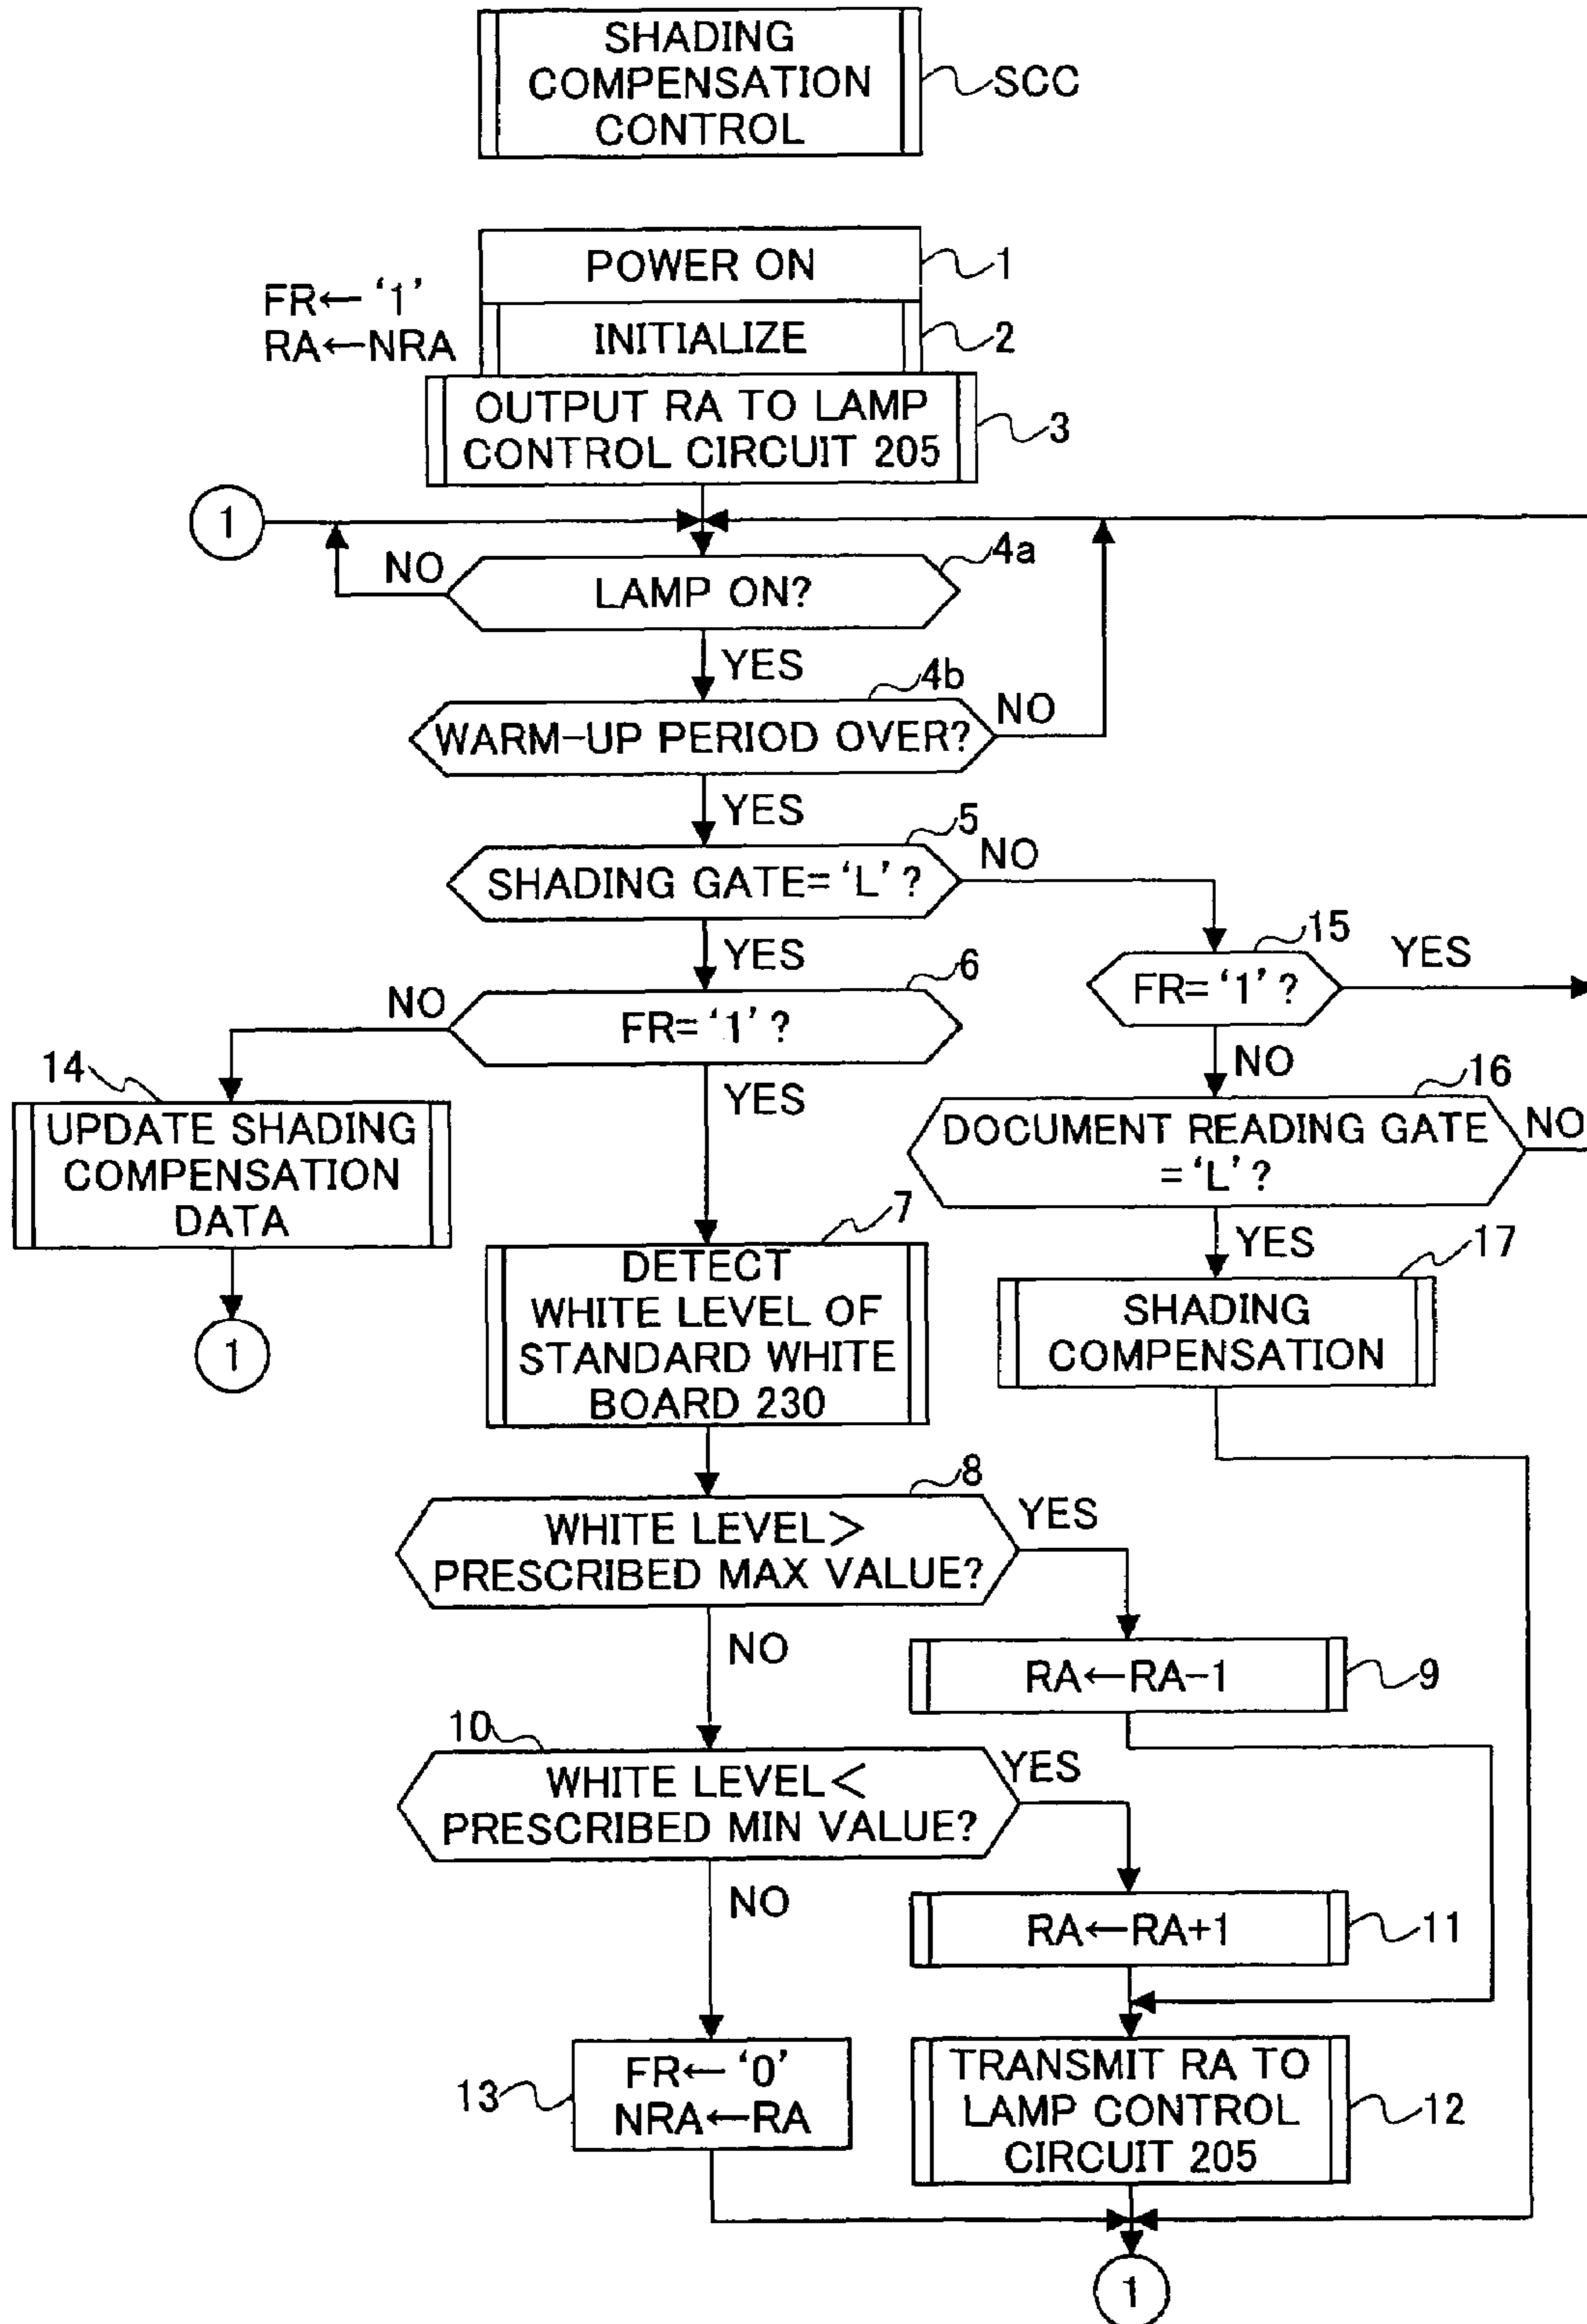 SHADING
COMPENSATION
CONTROL
SCC
POWER ON
1
FR←'1'
RA←NRA
INITIALIZE
2
OUTPUT RA TO LAMP
CONTROL CIRCUIT 205
3
1
4a
NO
LAMP ON?
YES
4b
NO
WARM-UP PERIOD OVER?
YES
5
NO
SHADING GATE='L'?
YES
15
YES
FR='1'?
NO
6
NO
FR='1'?
YES
14
UPDATE SHADING
COMPENSATION
DATA
1
16
NO
DOCUMENT READING GATE
='L'?
YES
17
SHADING
COMPENSATION
7
DETECT
WHITE LEVEL OF
STANDARD WHITE
BOARD 230
8
YES
WHITE LEVEL>
PRESCRIBED MAX VALUE?
NO
RA←RA-1
9
10
YES
WHITE LEVEL<
PRESCRIBED MIN VALUE?
NO
RA←RA+1
11
13
FR←'0'
NRA←RA
TRANSMIT RA TO
LAMP CONTROL
CIRCUIT 205
12
1